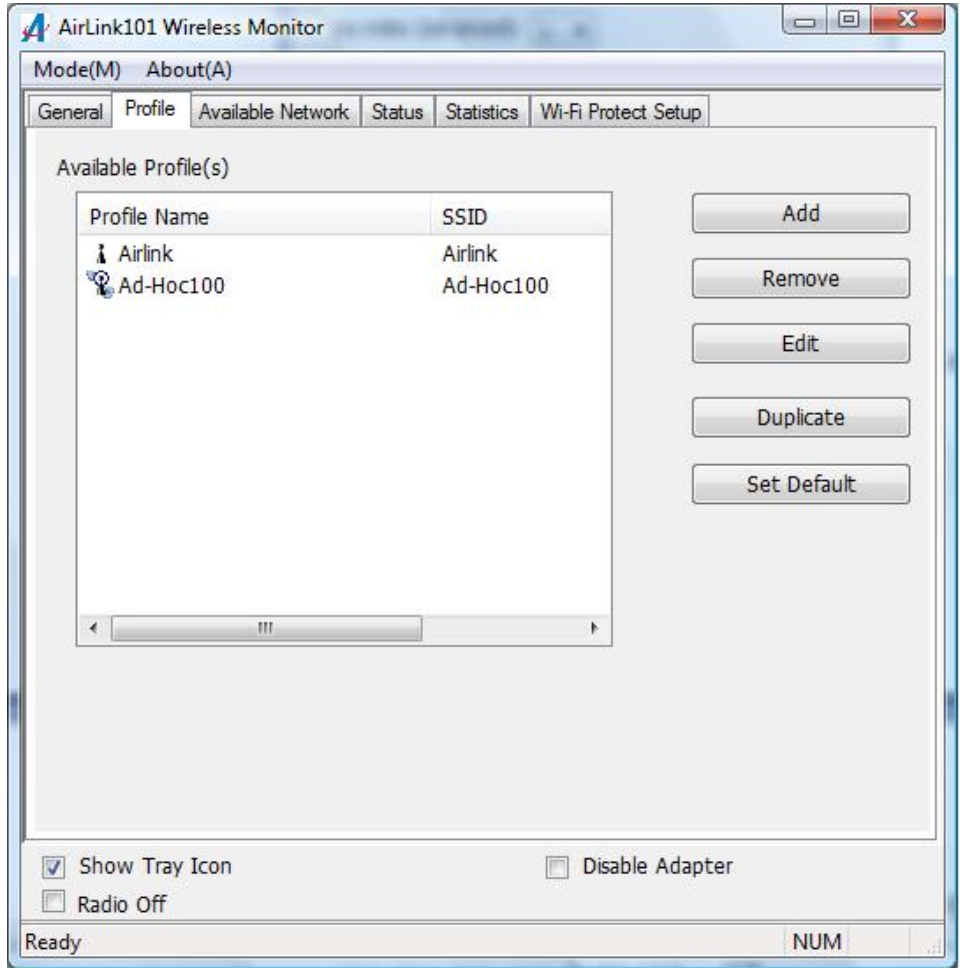 AirLink101 Wireless Monitor
Mode(M) About(A)
General Profile Available Network Status Statistics Wi-Fi Protect Setup
Available Profile(s)
Profile Name SSID
Airlink Airlink
Ad-Hoc100 Ad-Hoc100
Add
Remove
Edit
Duplicate
Set Default
Show Tray Icon Disable Adapter
Radio Off
Ready NUM